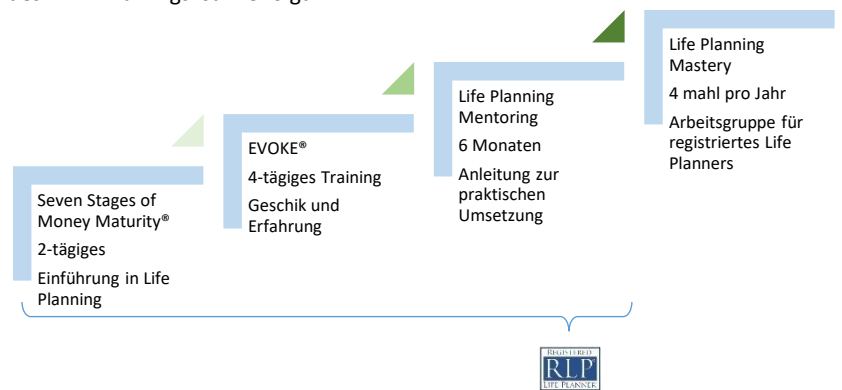 Seven Stages of
Money Maturity®
2-tägiges
Einführung in Life
Planning
EVOKE®
4-tägiges Training
Geschik und
Erfahrung
Life Planning
Mentoring
6 Monaten
Anleitung zur
praktischen
Umsetzung
Life Planning
Mastery
4 mahl pro Jahr
Arbeitsgruppe für
registriertes Life
Planners
REGISTERED
RLP®
LIFE PLANNER